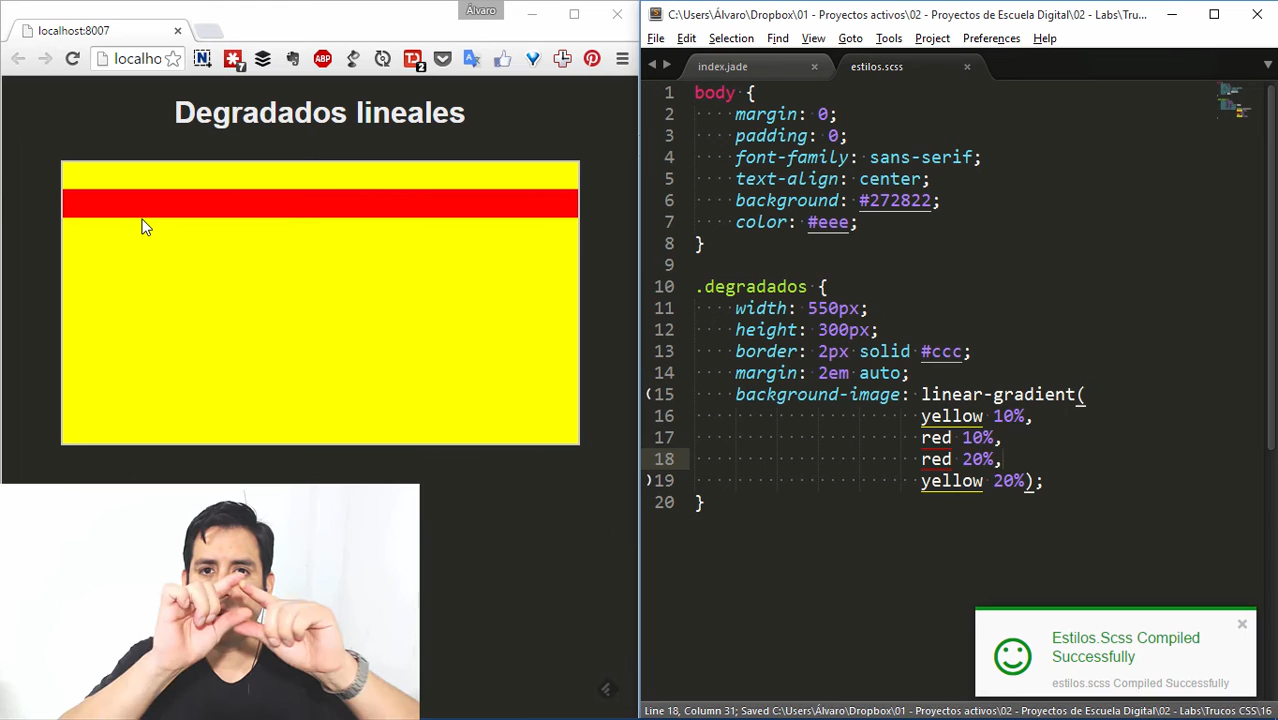 Álvaro
localhost:8007
localho
7
ABP
2
Degradados lineales
C:\Users\Álvaro\Dropbox\01 - Proyectos activos\02 - Proyectos de Escuela Digital\02 - Labs\Truco...
File Edit Selection Find View Goto Tools Project Preferences Help
index.jade estilos.scss
1 body {
2 margin: 0;
3 padding: 0;
4 font-family: sans-serif;
5 text-align: center;
6 background: #272822;
7 color: #eee;
8 }
9
10 .degradados {
11 width: 550px;
12 height: 300px;
13 border: 2px solid #ccc;
14 margin: 2em auto;
15 background-image: linear-gradient(
16 yellow 10%,
17 red 10%,
18 red 20%,
19 yellow 20%);
20 }
Estilos.Scss Compiled
Successfully
estilos.scss Compiled Successfully
Line 18, Column 31; Saved C:\Users\Álvaro\Dropbox\01 - Proyectos activos\02 - Proyectos de Escuela Digital\02 - Labs\Trucos CSS\16